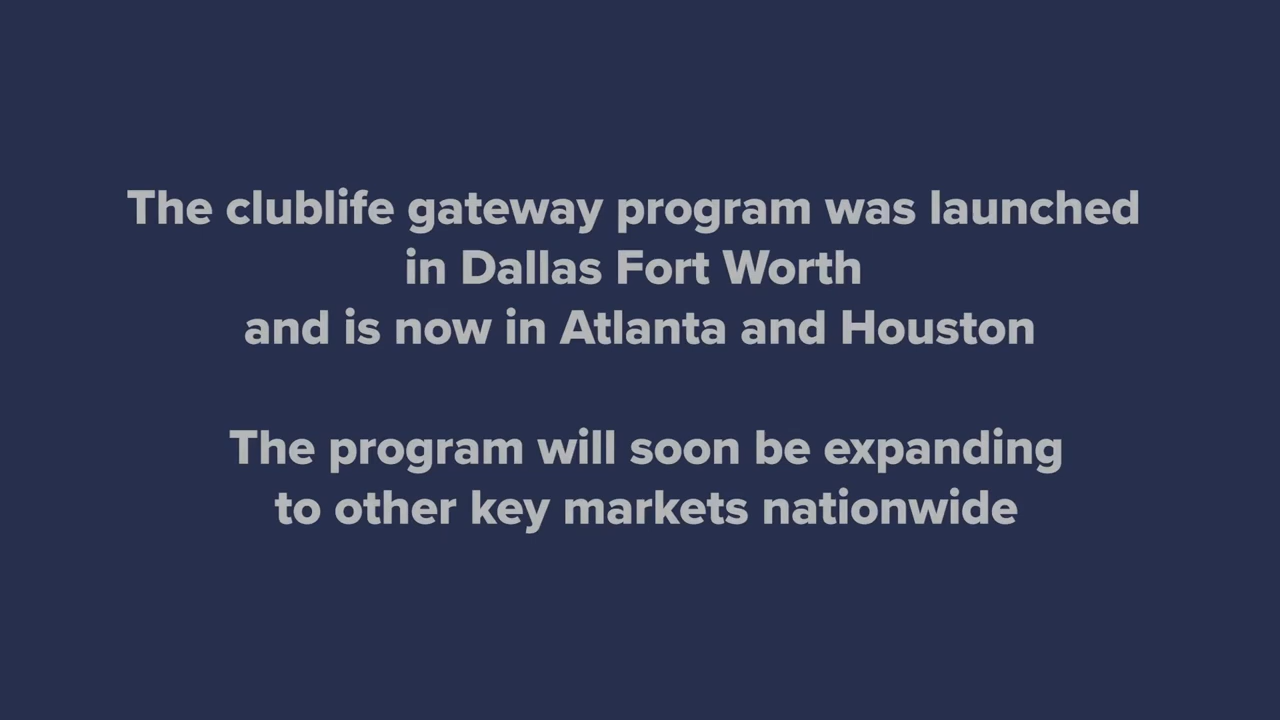 The clublife gateway program was launched
in Dallas Fort Worth
and is now in Atlanta and Houston
The program will soon be expanding
to other key markets nationwide